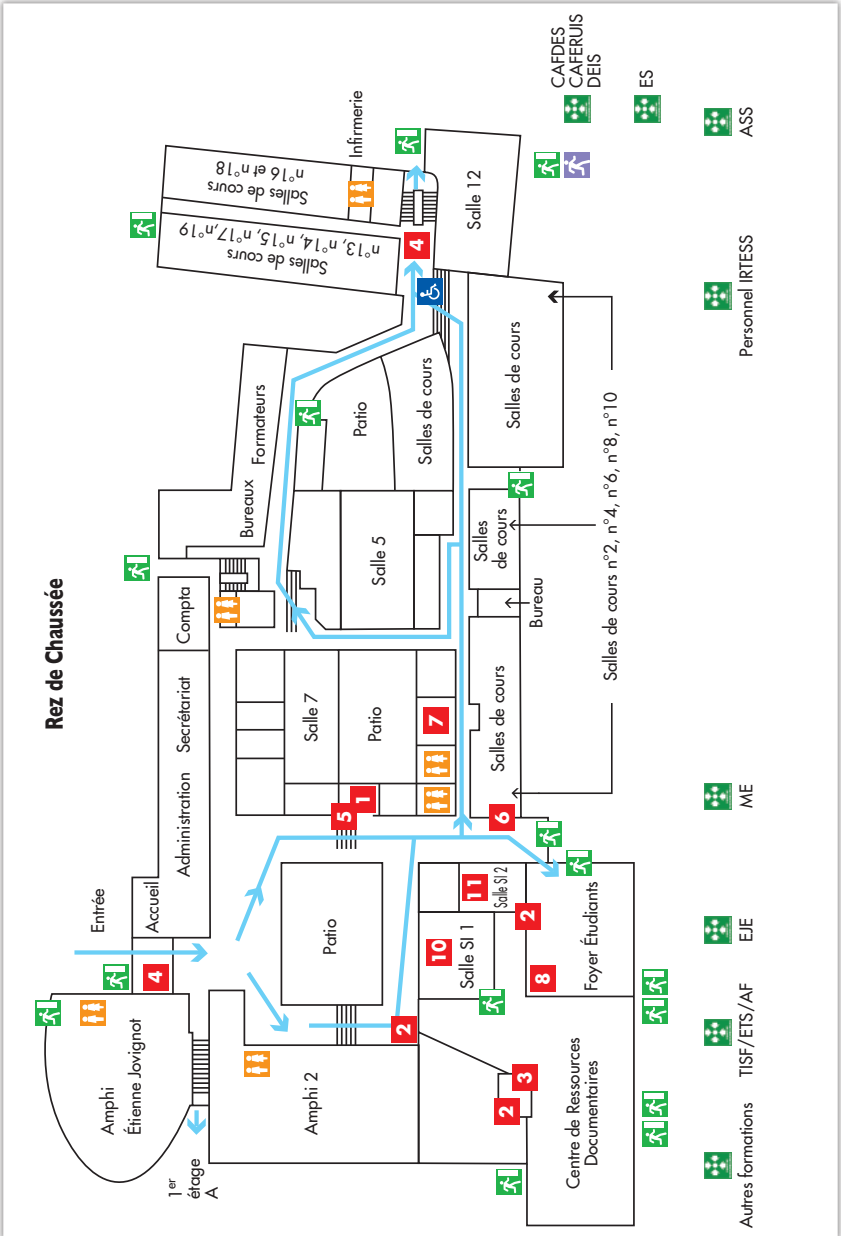 Rez de Chaussée
Entrée
Accueil
Administration
Secrétariat
Compta
Bureaux
Formateurs
Salles de cours
n°13, n°14, n°15, n°17,n°19
Salles de cours
n°16 et n°18
Infirmerie
4
Salle 12
Amphi
Étienne Jovignot
4
1er
étage
A
Amphi 2
Patio
2
5
1
Salle 7
Patio
7
Salle 5
Patio
Salles de cours
6
Salles de cours
Bureau
Salles
de cours
Salles de cours
Salles de cours n°2, n°4, n°6, n°8, n°10
10
Salle SI 1
11
Salle SI 2
2
8
Foyer Étudiants
2
3
Centre de Ressources
Documentaires
Autres formations
TISF/ETS/AF
EJE
ME
Personnel IRTESS
ASS
ES
CAFDES
CAFERUIS
DEIS